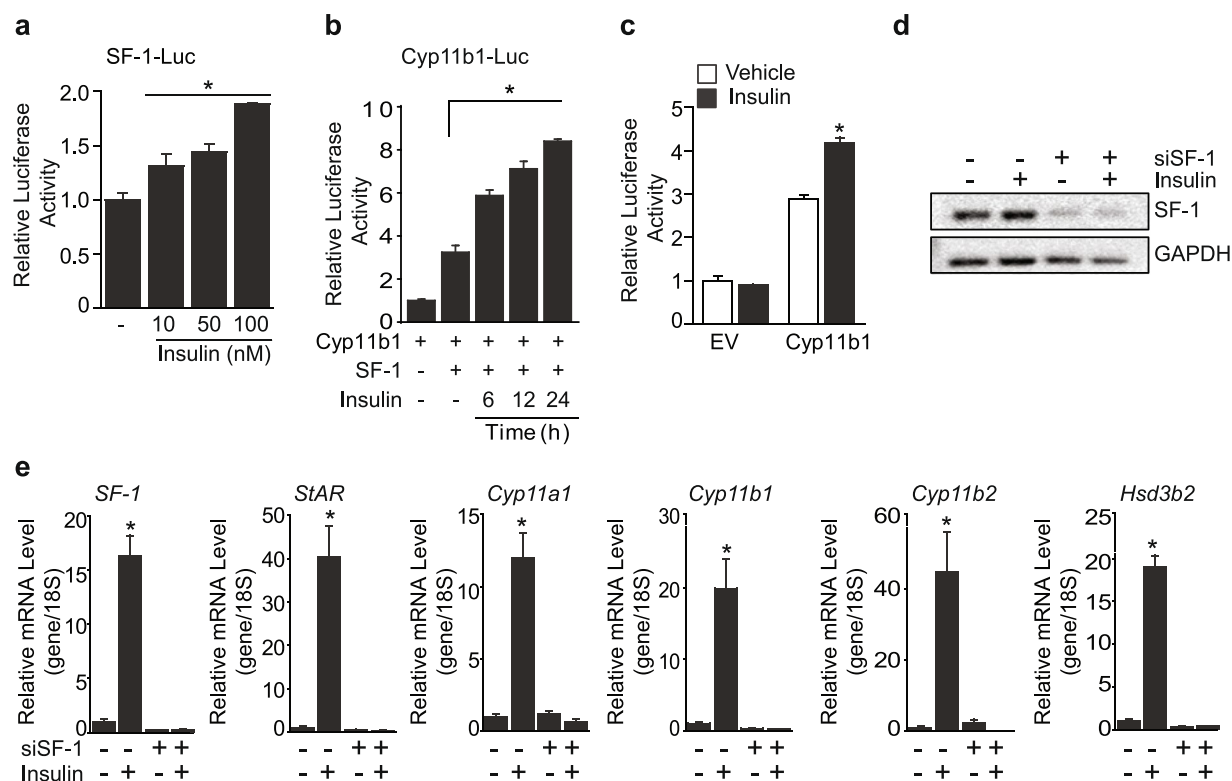 a
SF-1-Luc
Relative Luciferase
Activity
2.0
1.5
1.0
0.5
0
*
- 10 50 100
Insulin (nM)
b
Cyp11b1-Luc
Relative Luciferase
Activity
10
8
6
4
2
0
*
Cyp11b1 + + + + +
SF-1 - + + + +
Insulin - - 6 12 24
Time (h)
c
Vehicle
Insulin
Relative Luciferase
Activity
5
4
3
2
1
0
*
EV Cyp11b1
d
- - + + siSF-1
- + - + Insulin
SF-1
GAPDH
e
SF-1
Relative mRNA Level
(gene/18S)
20
15
10
5
0
*
siSF-1 - - + +
Insulin - + - +
StAR
Relative mRNA Level
(gene/18S)
50
40
30
20
10
0
*
- - + +
- + - +
Cyp11a1
Relative mRNA Level
(gene/18S)
15
10
5
0
*
- - + +
- + - +
Cyp11b1
Relative mRNA Level
(gene/18S)
30
20
10
0
*
- - + +
- + - +
Cyp11b2
Relative mRNA Level
(gene/18S)
60
40
20
0
*
- - + +
- + - +
Hsd3b2
Relative mRNA Level
(gene/18S)
25
20
15
10
5
0
*
- - + +
- + - +